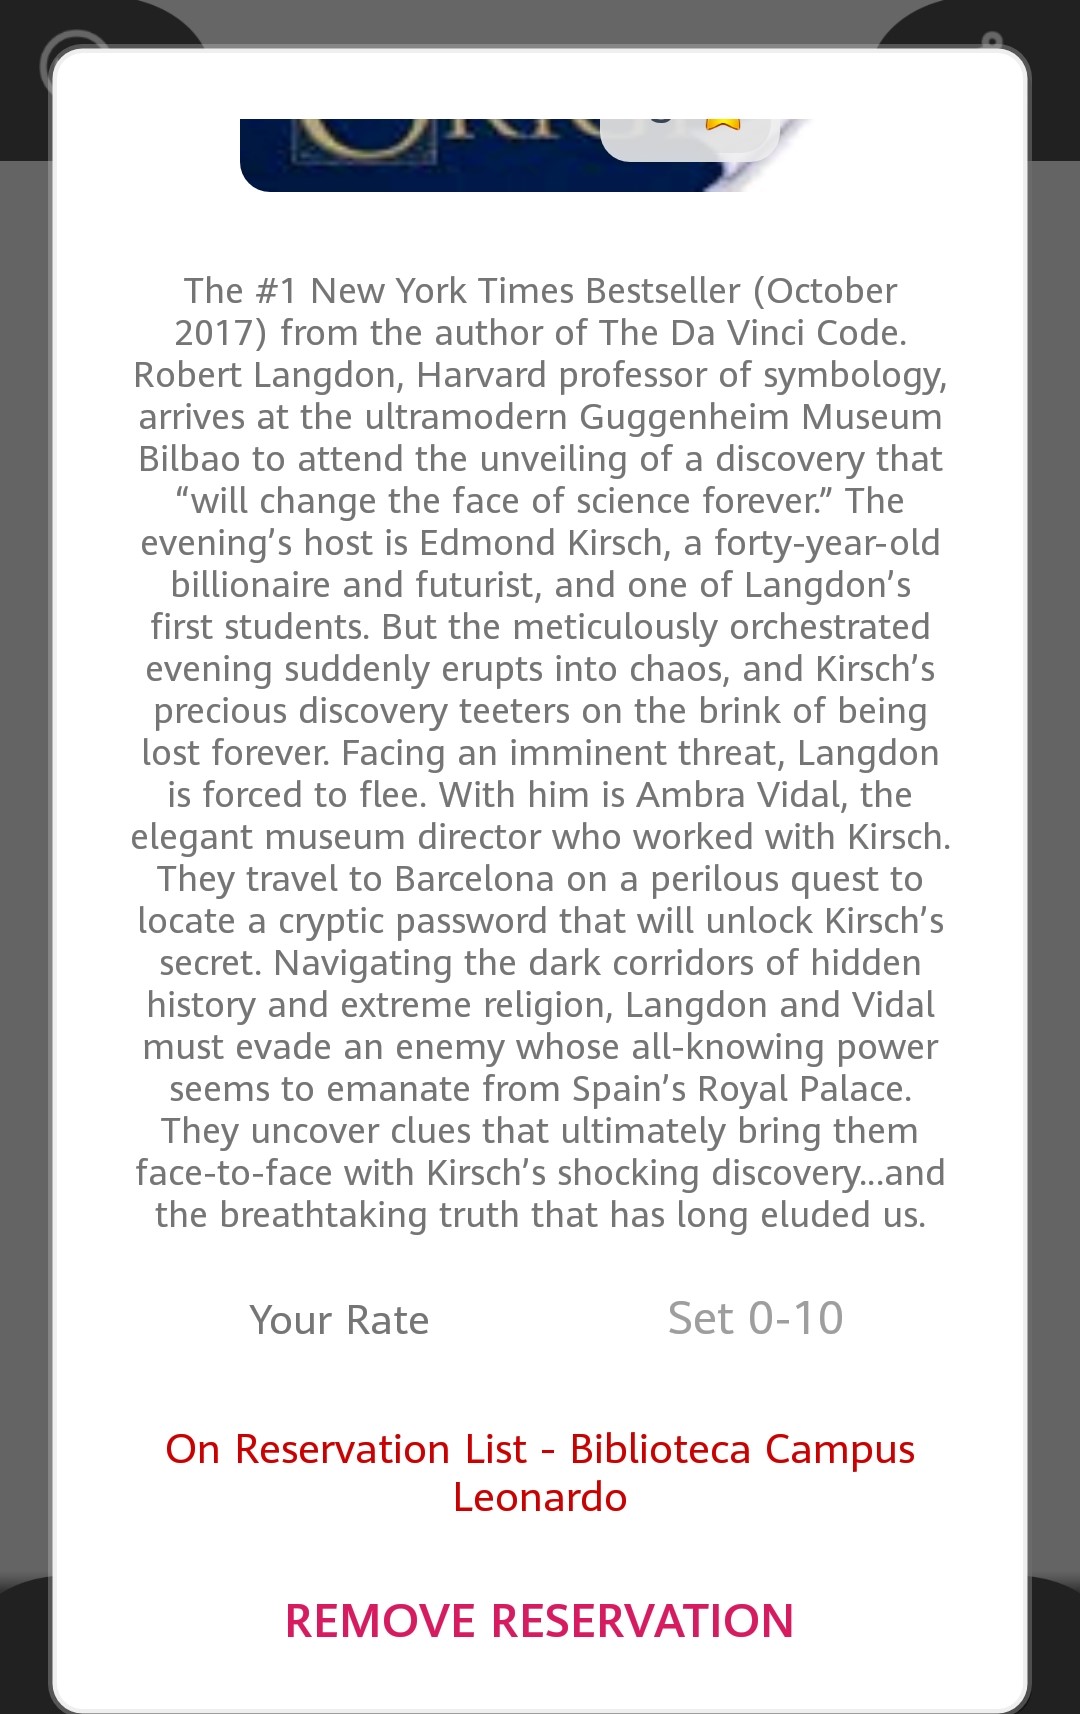 The #1 New York Times Bestseller (October
2017) from the author of The Da Vinci Code.
Robert Langdon, Harvard professor of symbology,
arrives at the ultramodern Guggenheim Museum
Bilbao to attend the unveiling of a discovery that
“will change the face of science forever.” The
evening’s host is Edmond Kirsch, a forty-year-old
billionaire and futurist, and one of Langdon’s
first students. But the meticulously orchestrated
evening suddenly erupts into chaos, and Kirsch’s
precious discovery teeters on the brink of being
lost forever. Facing an imminent threat, Langdon
is forced to flee. With him is Ambra Vidal, the
elegant museum director who worked with Kirsch.
They travel to Barcelona on a perilous quest to
locate a cryptic password that will unlock Kirsch’s
secret. Navigating the dark corridors of hidden
history and extreme religion, Langdon and Vidal
must evade an enemy whose all-knowing power
seems to emanate from Spain’s Royal Palace.
They uncover clues that ultimately bring them
face-to-face with Kirsch’s shocking discovery...and
the breathtaking truth that has long eluded us.
Your Rate Set 0-10
On Reservation List - Biblioteca Campus
Leonardo
REMOVE RESERVATION